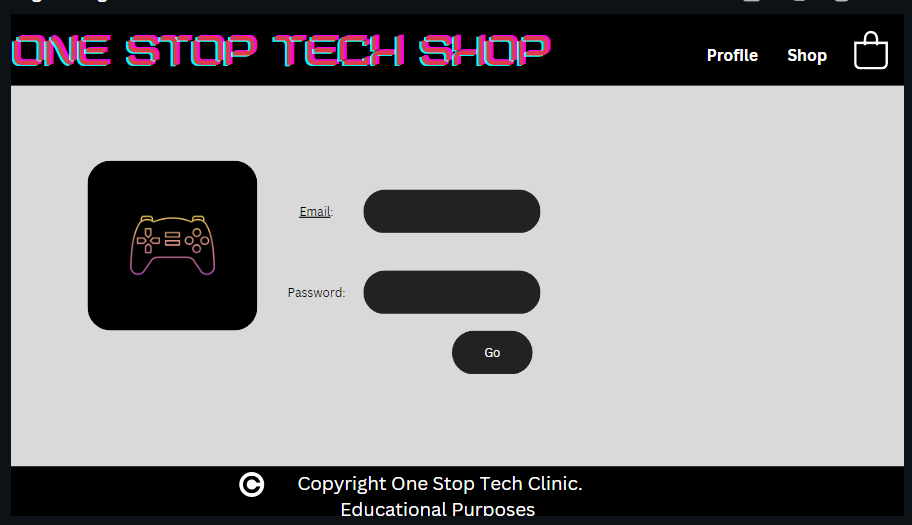 ONE STOP TECH SHOP
Profile
Shop
Email:
Password:
Go
© Copyright One Stop Tech Clinic.
Educational Purposes